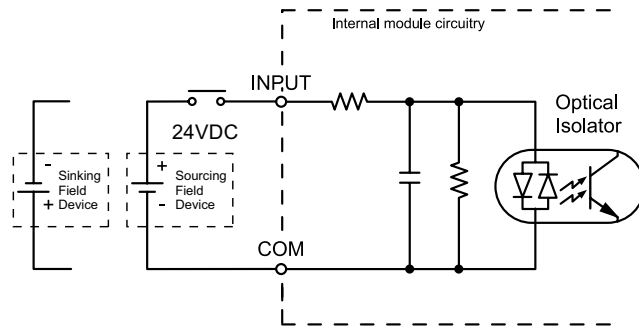 Internal module circuitry
INPUT
24VDC
Optical
Isolator
- Sinking
Field
+ Device
+ Sourcing
Field
- Device
COM